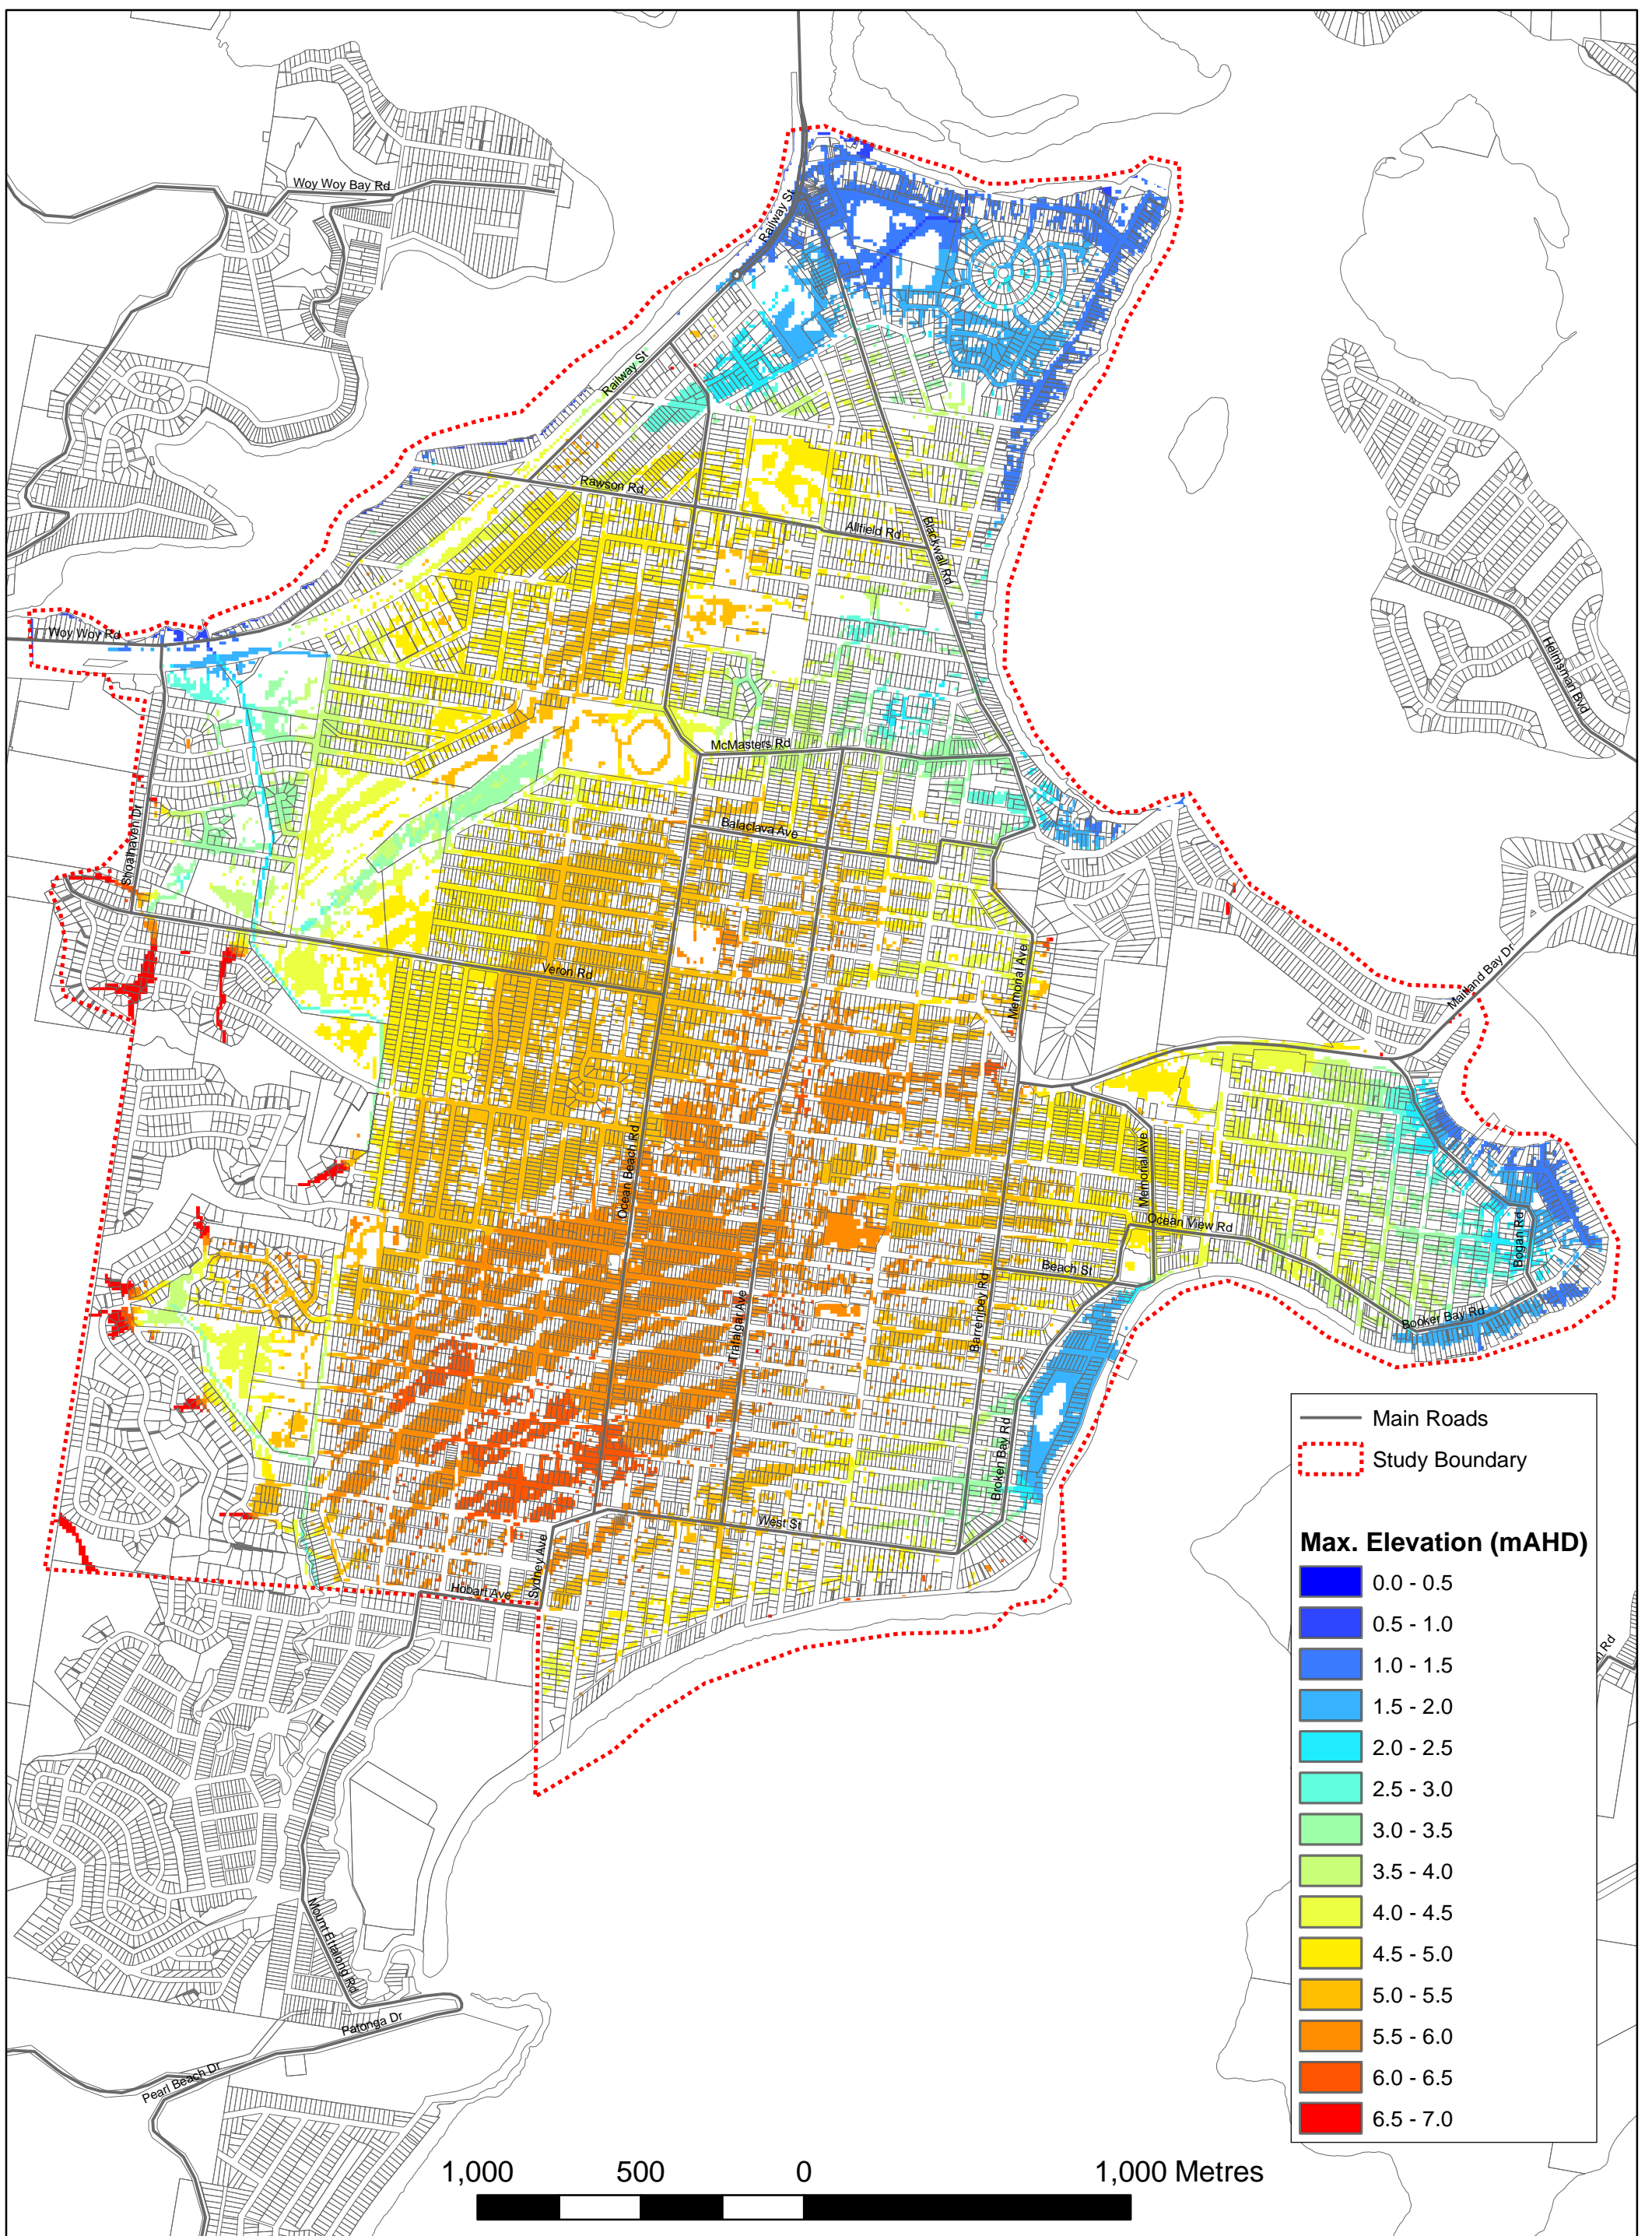 Woy Woy Bay Rd
Railway St
Railway St
Rawson Rd
Allfield Rd
Blackwall Rd
Woy Woy Rd
Helmsman Blvd
McMasters Rd
Balaclava Ave
Shoalhaven Dr
Veron Rd
Memorial Ave
Maitland Bay Dr
Ocean Beach Rd
Memorial Ave
Ocean View Rd
Bogan Rd
Beach St
Trafalgar Ave
Barrenjoey Rd
Booker Bay Rd
Broken Bay Rd
West St
Sydney Ave
Hobart Ave
Main Roads
Study Boundary
Max. Elevation (mAHD)
0.0 - 0.5
0.5 - 1.0
1.0 - 1.5
1.5 - 2.0
2.0 - 2.5
2.5 - 3.0
3.0 - 3.5
3.5 - 4.0
4.0 - 4.5
4.5 - 5.0
5.0 - 5.5
5.5 - 6.0
6.0 - 6.5
6.5 - 7.0
Rd
Mount Ettalong Rd
Patonga Dr
Pearl Beach Dr
1,000 500 0 1,000 Metres